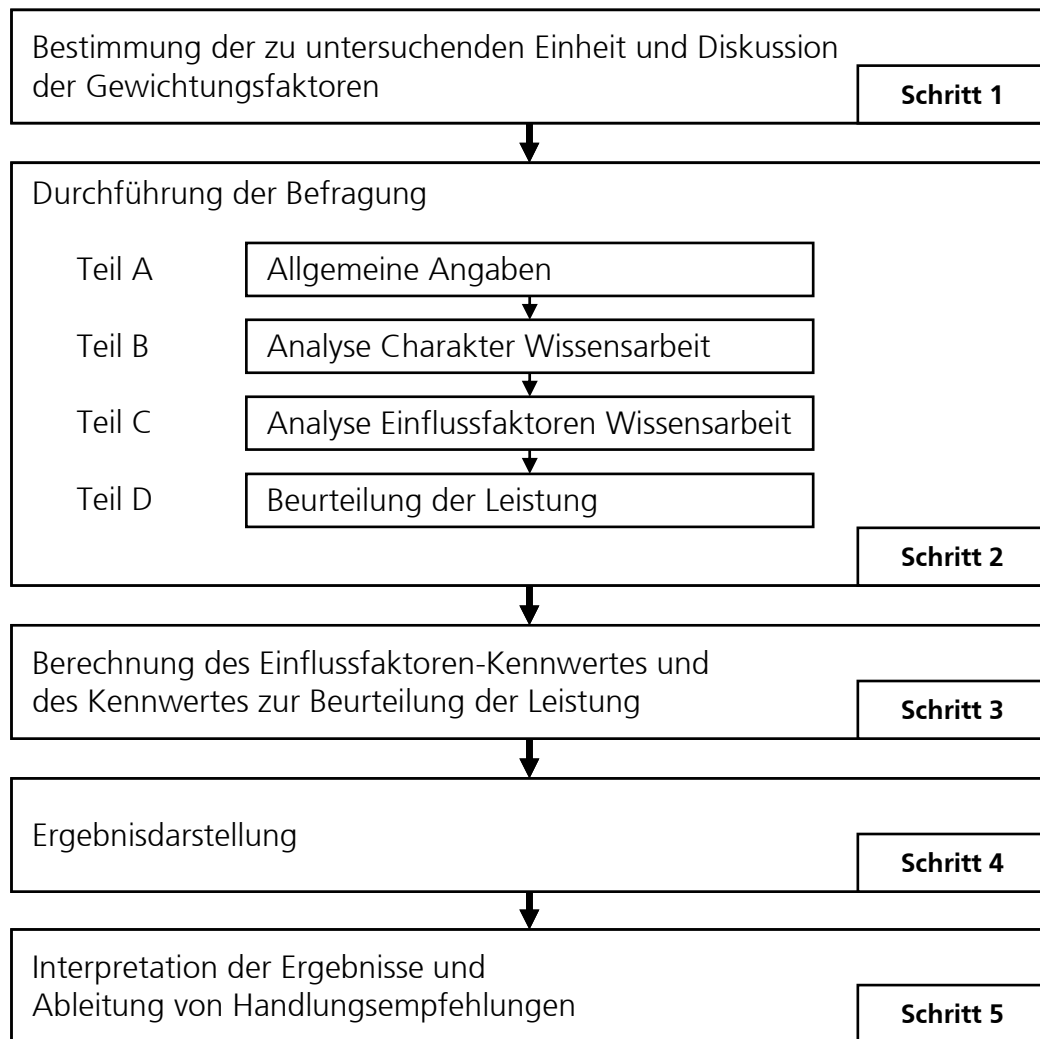 Bestimmung der zu untersuchenden Einheit und Diskussion
der Gewichtungsfaktoren
Schritt 1
Durchführung der Befragung
Teil A Allgemeine Angaben
Teil B Analyse Charakter Wissensarbeit
Teil C Analyse Einflussfaktoren Wissensarbeit
Teil D Beurteilung der Leistung
Schritt 2
Berechnung des Einflussfaktoren-Kennwertes und
des Kennwertes zur Beurteilung der Leistung
Schritt 3
Ergebnisdarstellung
Schritt 4
Interpretation der Ergebnisse und
Ableitung von Handlungsempfehlungen
Schritt 5